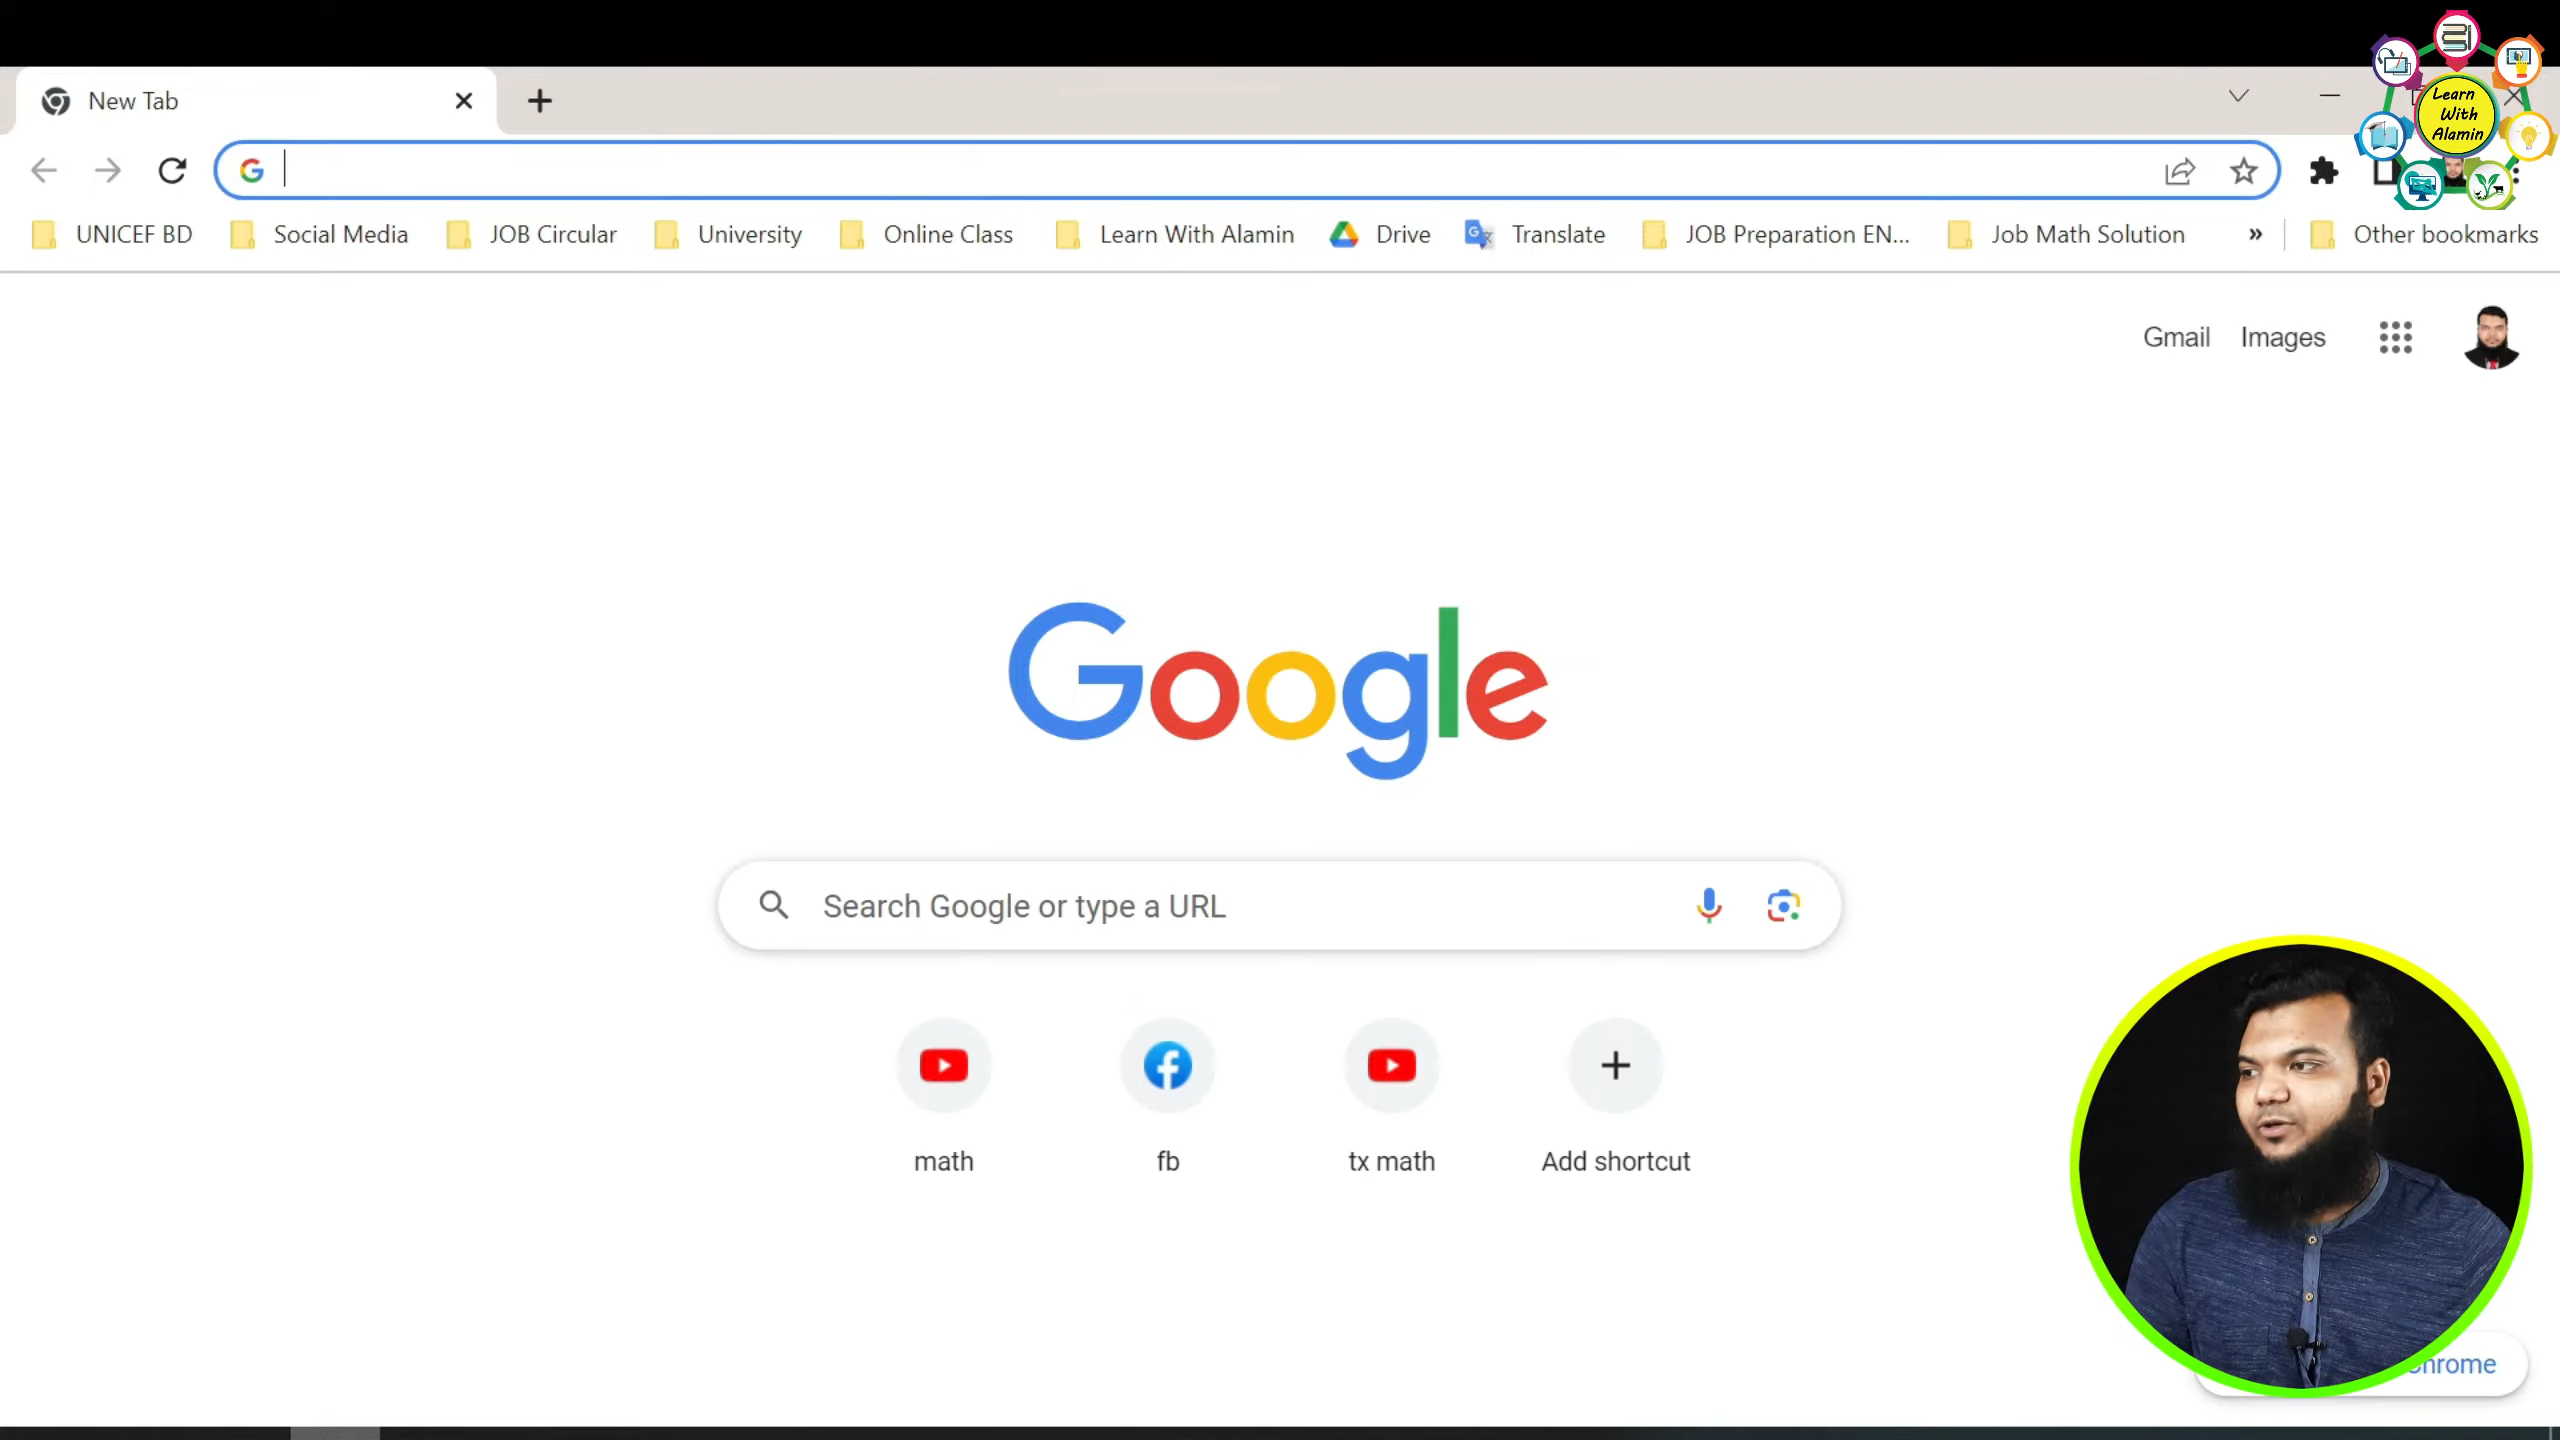 Learn
With
Alamin
New Tab
UNICEF BD
Social Media
JOB Circular
University
Online Class
Learn With Alamin
Drive
Translate
JOB Preparation EN...
Job Math Solution
»
Other bookmarks
Gmail
Images
Google
Search Google or type a URL
math
fb
tx math
Add shortcut